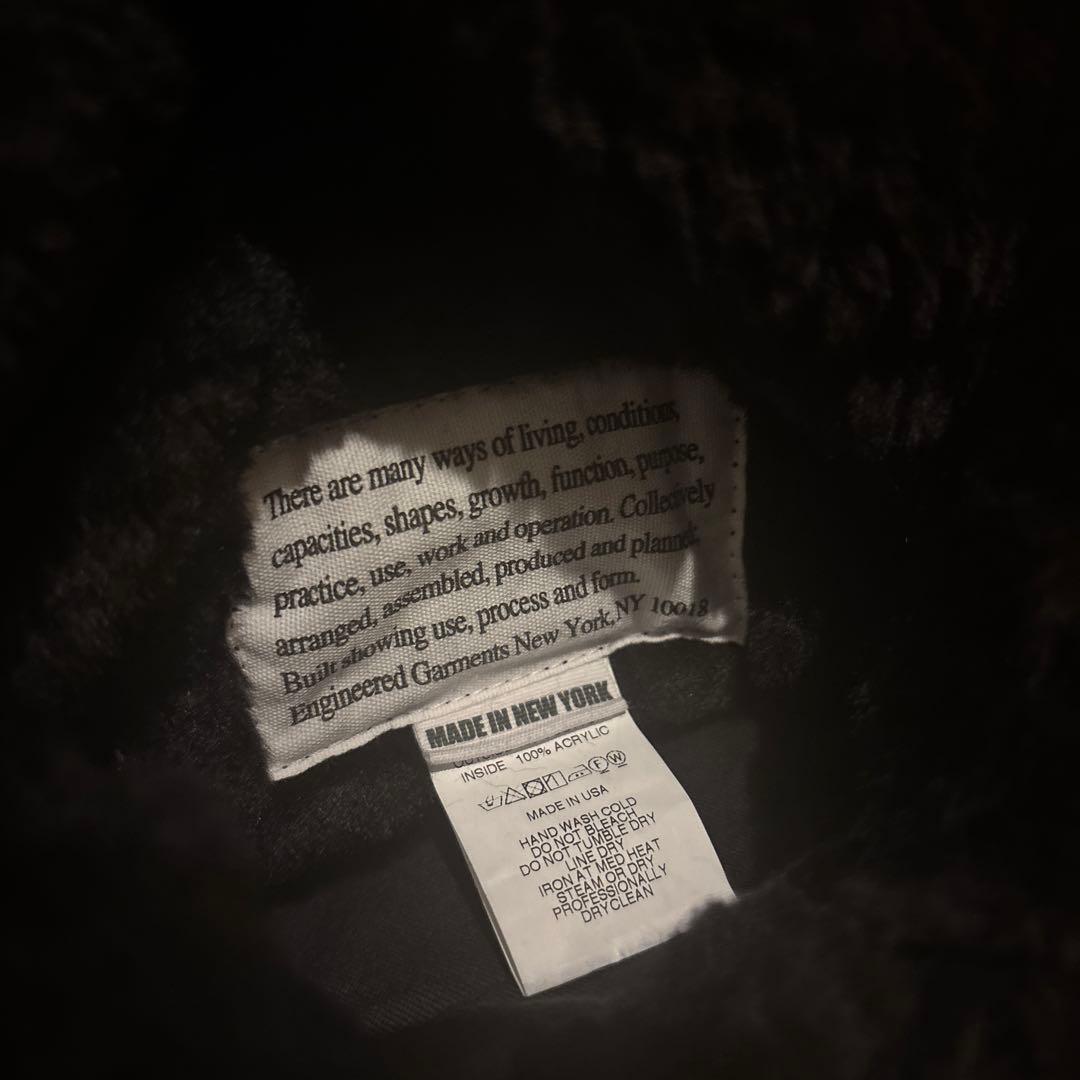 There are many ways of living, conditions,
capacities, shapes, growth, function, purpose,
practice, use, work and operation. Collectively
arranged, assembled, produced and planned.
Built showing use, process and form.
Engineered Garments New York, NY 10018
MADE IN NEW YORK
INSIDE 100% ACRYLIC
F W
MADE IN USA
HAND WASH COLD
DO NOT BLEACH
DO NOT TUMBLE DRY
LINE DRY
IRON AT MED HEAT
STEAM OR DRY
PROFESSIONALLY
DRYCLEAN